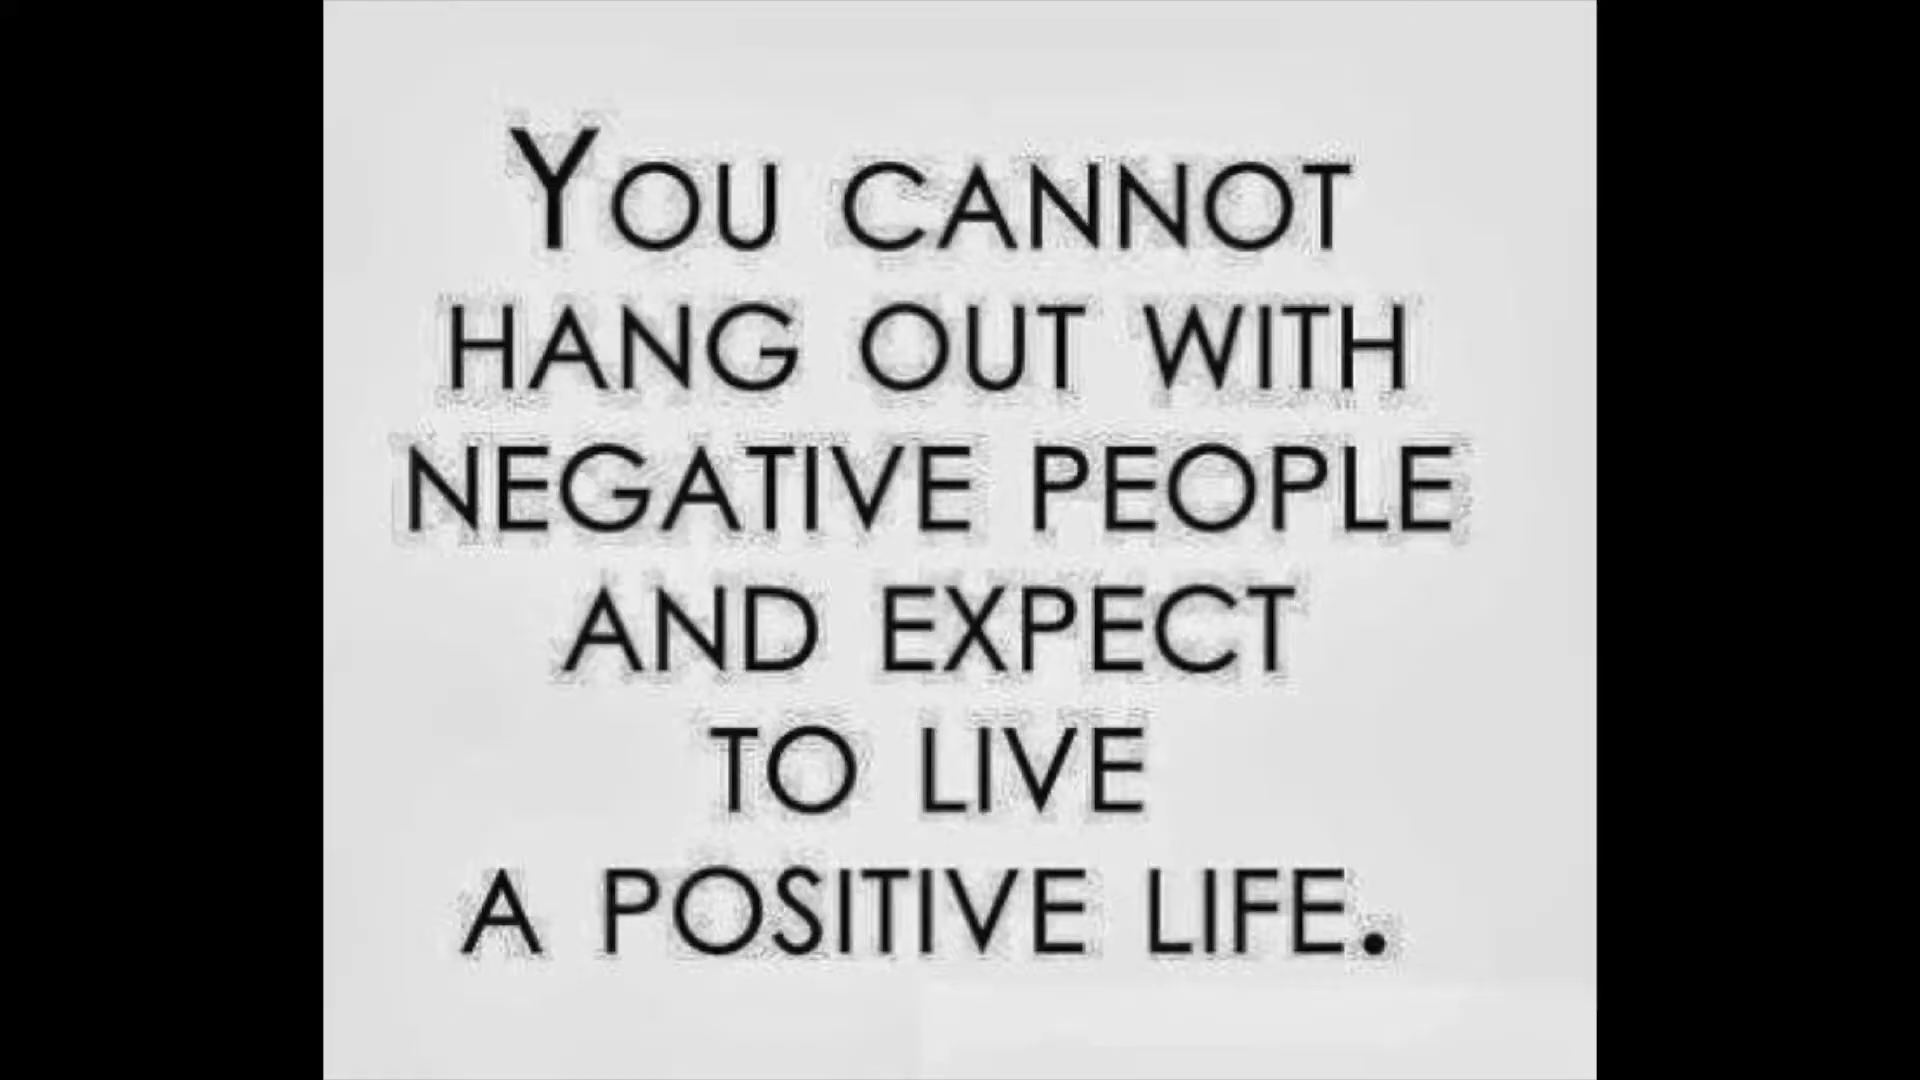 You cannot
hang out with
negative people
and expect
to live
a positive life.